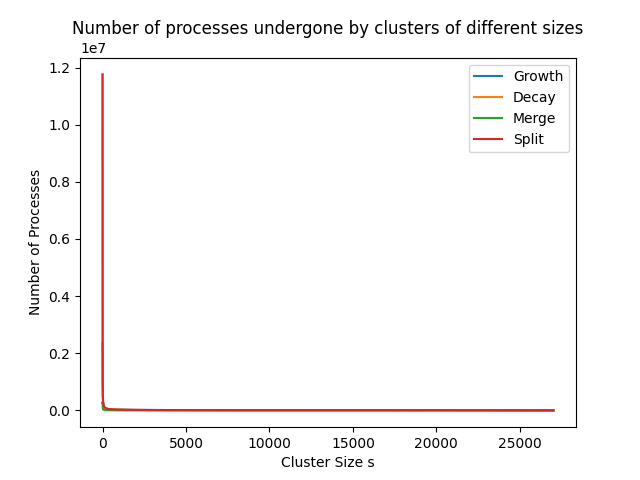 Number of processes undergone by clusters of different sizes
1e7
1.2
1.0
0.8
0.6
0.4
0.2
0.0
Number of Processes
Growth
Decay
Merge
Split
0 5000 10000 15000 20000 25000
Cluster Size s